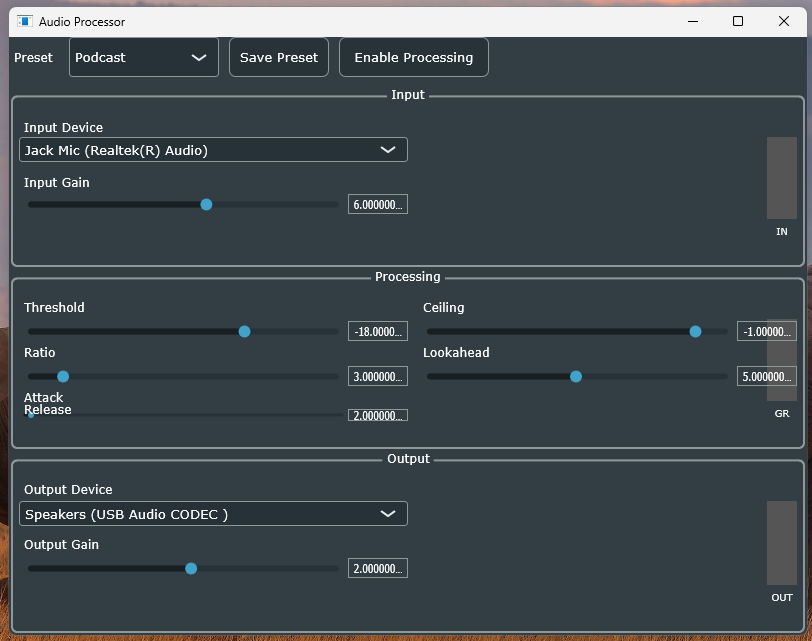 Audio Processor
Preset Podcast Save Preset Enable Processing
Input
Input Device
Jack Mic (Realtek(R) Audio)
Input Gain
6.000000...
IN
Processing
Threshold
-18.0000...
Ceiling
-1.00000...
Ratio
3.000000...
Lookahead
5.000000...
Attack
Release
2.000000...
GR
Output
Output Device
Speakers (USB Audio CODEC )
Output Gain
2.000000...
OUT